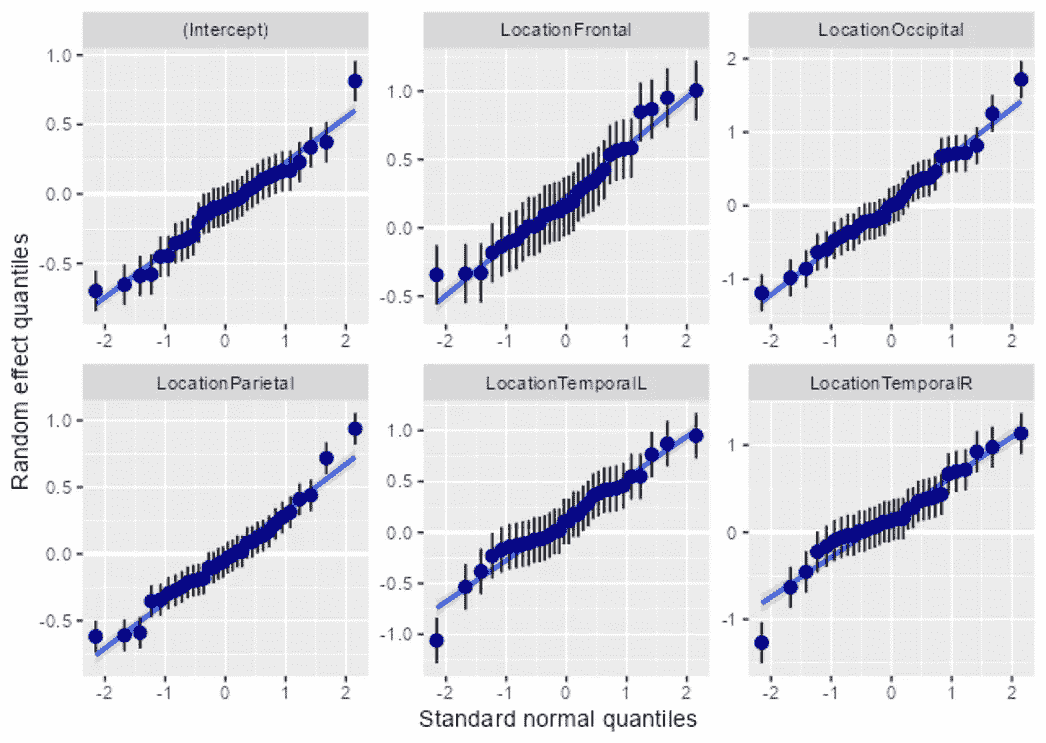 (Intercept)
LocationFrontal
LocationOccipital
1.0
0.5
0.0
-0.5
1.0
0.5
0.0
-0.5
2
1
0
-1
-2 -1 0 1 2
-2 -1 0 1 2
-2 -1 0 1 2
Random effect quantiles
LocationParietal
LocationTemporalL
LocationTemporalR
1.0
0.5
0.0
-0.5
1.0
0.5
0.0
-0.5
-1.0
1
0
-1
-2 -1 0 1 2
-2 -1 0 1 2
-2 -1 0 1 2
Standard normal quantiles